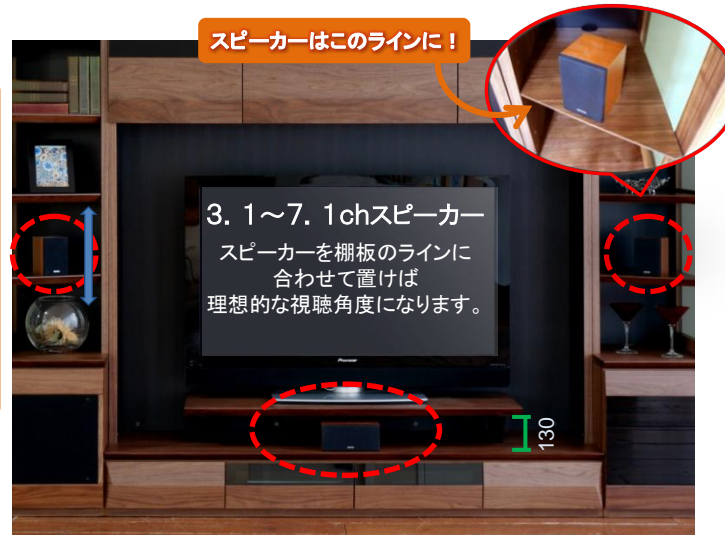 スピーカーはこのラインに!
3.1~7.1chスピーカー
スピーカーを棚板のラインに
合わせて置けば
理想的な視聴角度になります。
Pioneer
130